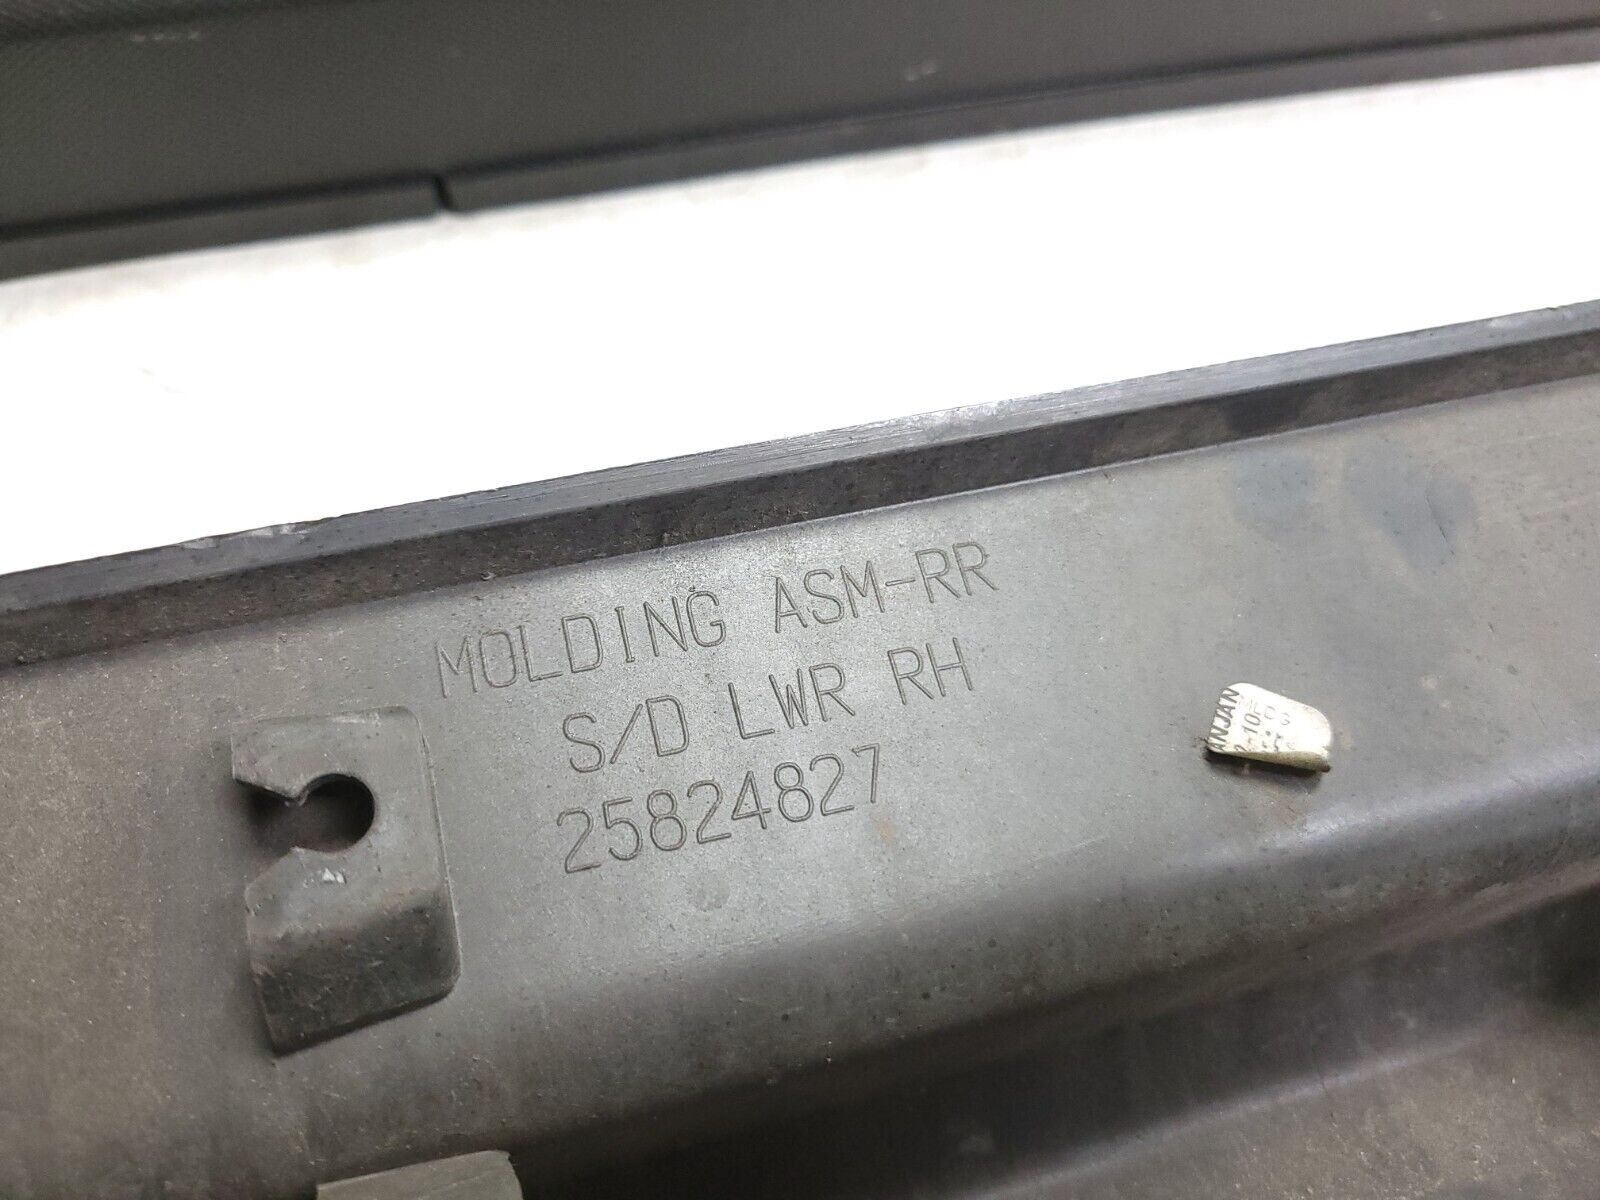 MOLDING ASM-RR
S/D LWR RH
25824827